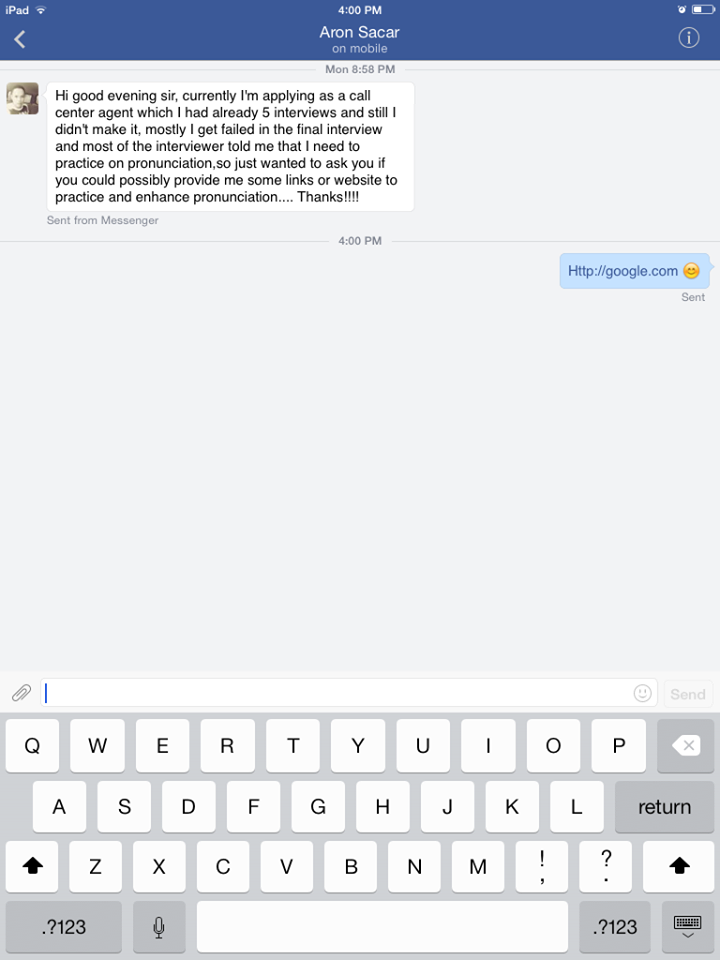 iPad 4:00 PM
Aron Sacar
on mobile
Mon 8:58 PM
Hi good evening sir, currently I'm applying as a call
center agent which I had already 5 interviews and still I
didn't make it, mostly I get failed in the final interview
and most of the interviewer told me that I need to
practice on pronunciation,so just wanted to ask you if
you could possibly provide me some links or website to
practice and enhance pronunciation.... Thanks!!!!
Sent from Messenger
4:00 PM
Http://google.com 😊
Sent
Send
Q W E R T Y U I O P
A S D F G H J K L return
Z X C V B N M ! , ? .
.?123 .?123